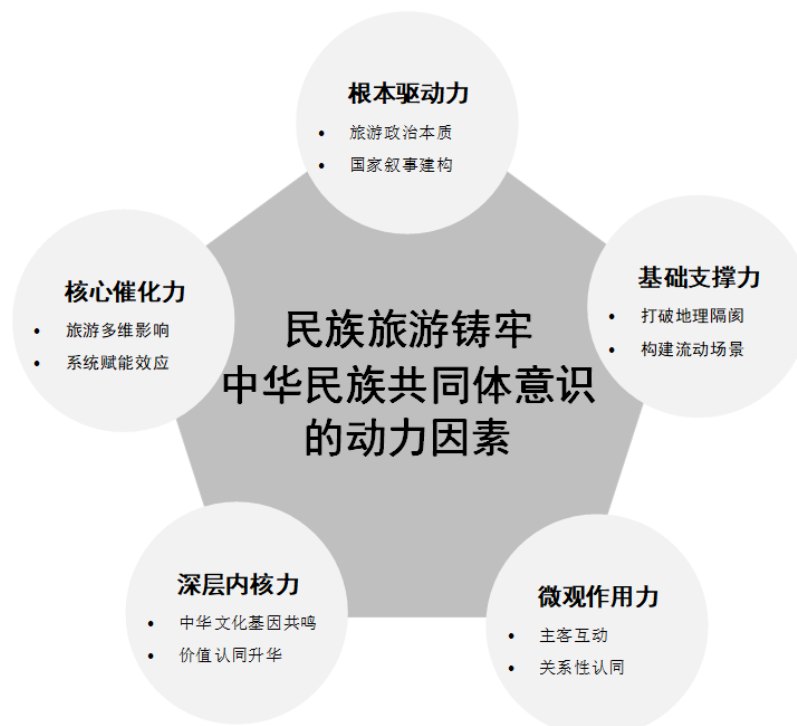 根本驱动力
• 旅游政治本质
• 国家叙事建构
核心催化力
• 旅游多维影响
• 系统赋能效应
基础支撑力
• 打破地理隔阂
• 构建流动场景
民族旅游铸牢
中华民族共同体意识
的动力因素
深层内核力
• 中华文化基因共鸣
• 价值认同升华
微观作用力
• 主客互动
• 关系性认同